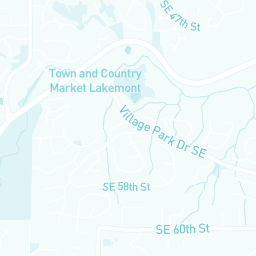 SE 47th St
Town and Country
Market Lakemont
Village Park Dr SE
SE 58th St
SE 60th St